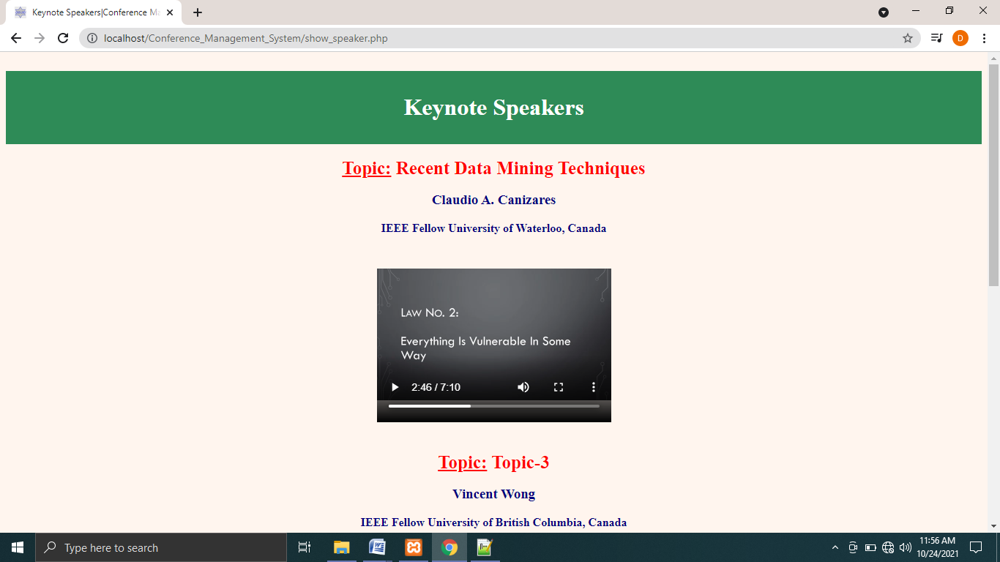 Keynote Speakers|Conference Ma
localhost/Conference_Management_System/show_speaker.php
D
Keynote Speakers
Topic: Recent Data Mining Techniques
Claudio A. Canizares
IEEE Fellow University of Waterloo, Canada
Law No. 2:
Everything Is Vulnerable In Some
Way
2:46 / 7:10
Topic: Topic-3
Vincent Wong
IEEE Fellow University of British Columbia, Canada
Type here to search
11:56 AM
10/24/2021